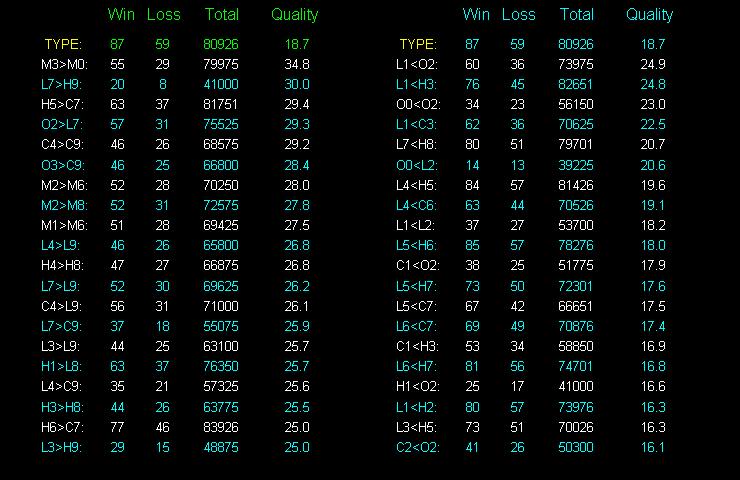 Win Loss Total Quality Win Loss Total Quality
TYPE: 87 59 80926 18.7 TYPE: 87 59 80926 18.7
M3>M0: 55 29 79975 34.8 L1<O2: 60 36 73975 24.9
L7>H9: 20 8 41000 30.0 L1<H3: 76 45 82651 24.8
H5>C7: 63 37 81751 29.4 O0<O2: 34 23 56150 23.0
O2>L7: 57 31 75525 29.3 L1<C3: 62 36 70625 22.5
C4>C9: 46 26 68575 29.2 L7<H8: 80 51 79701 20.7
O3>C9: 46 25 66800 28.4 O0<L2: 14 13 39225 20.6
M2>M6: 52 28 70250 28.0 L4<H5: 84 57 81426 19.6
M2>M8: 52 31 72575 27.8 L4<C6: 63 44 70526 19.1
M1>M6: 51 28 69425 27.5 L1<L2: 37 27 53700 18.2
L4>L9: 46 26 65800 26.8 L5<H6: 85 57 78276 18.0
H4>H8: 47 27 66875 26.8 C1<O2: 38 25 51775 17.9
L7>L9: 52 30 69625 26.2 L5<H7: 73 50 72301 17.6
C4>L9: 56 31 71000 26.1 L5<C7: 67 42 66651 17.5
L7>C9: 37 18 55075 25.9 L6<C7: 69 49 70876 17.4
L3>L9: 44 25 63100 25.7 C1<H3: 53 34 58850 16.9
H1>L8: 63 37 76350 25.7 L6<H7: 81 56 74701 16.8
L4>C9: 35 21 57325 25.6 H1<O2: 25 17 41000 16.6
H3>H8: 44 26 63775 25.5 L1<H2: 80 57 73976 16.3
H6>C7: 77 46 83926 25.0 L3<H5: 73 51 70026 16.3
L3>H9: 29 15 48875 25.0 C2<O2: 41 26 50300 16.1